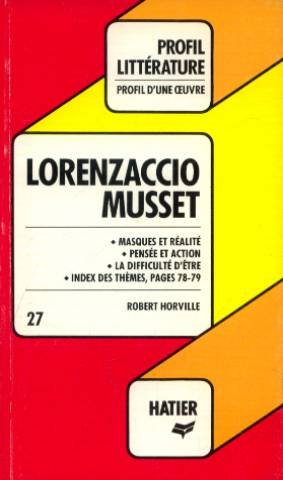 PROFIL
LITTÉRATURE
PROFIL D'UNE ŒUVRE
LORENZACCIO
MUSSET
• MASQUES ET RÉALITÉ
• PENSÉE ET ACTION
• LA DIFFICULTÉ D'ÊTRE
• INDEX DES THÈMES, PAGES 78-79
ROBERT HORVILLE
27
HATIER